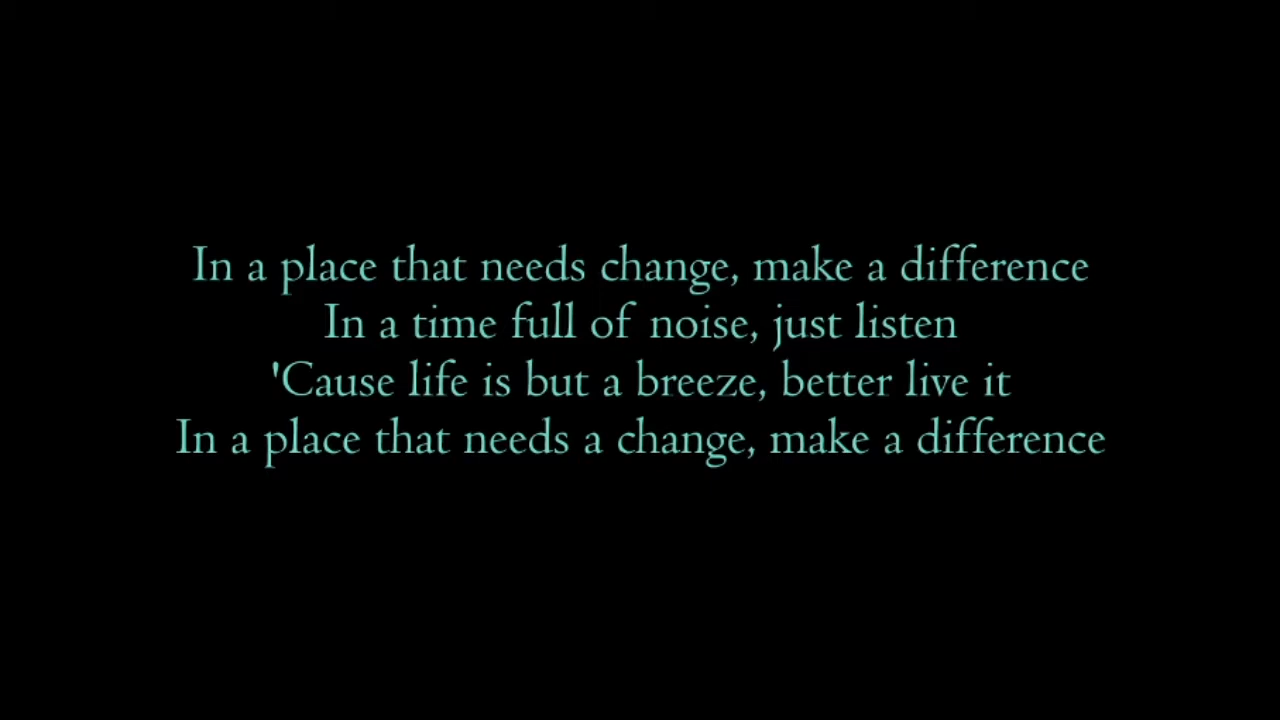 In a place that needs change, make a difference
In a time full of noise, just listen
'Cause life is but a breeze, better live it
In a place that needs a change, make a difference